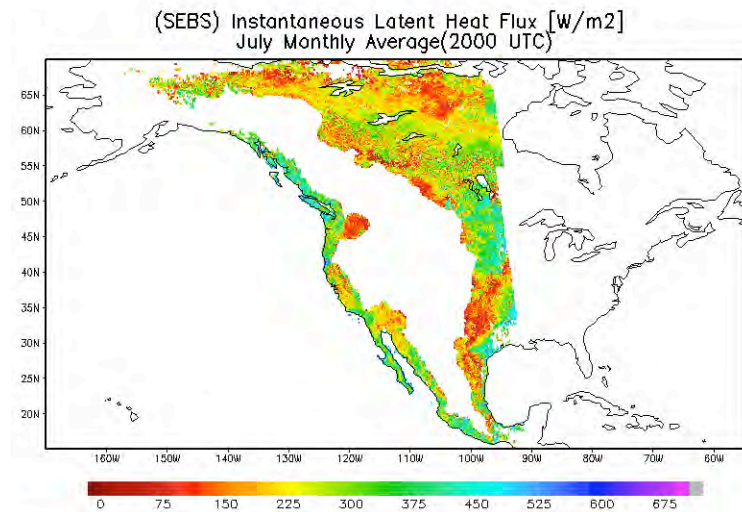 (SEBS) Instantaneous Latent Heat Flux [W/m2]
July Monthly Average(2000 UTC)
65N
60N
55N
50N
45N
40N
35N
30N
25N
20N
160W 150W 140W 130W 120W 110W 100W 90W 80W 70W 60W
0 75 150 225 300 375 450 525 600 675